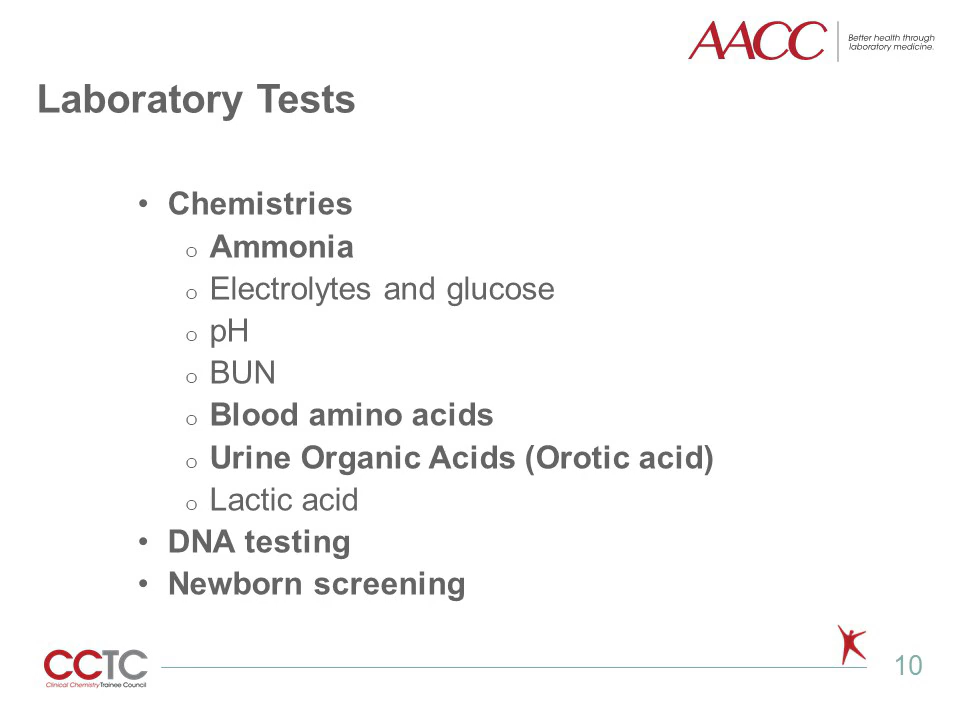 AACC
Better health through
laboratory medicine.
Laboratory Tests
• Chemistries
o Ammonia
o Electrolytes and glucose
o pH
o BUN
o Blood amino acids
o Urine Organic Acids (Orotic acid)
o Lactic acid
• DNA testing
• Newborn screening
CCTC
Clinical Chemistry Trainee Council
10